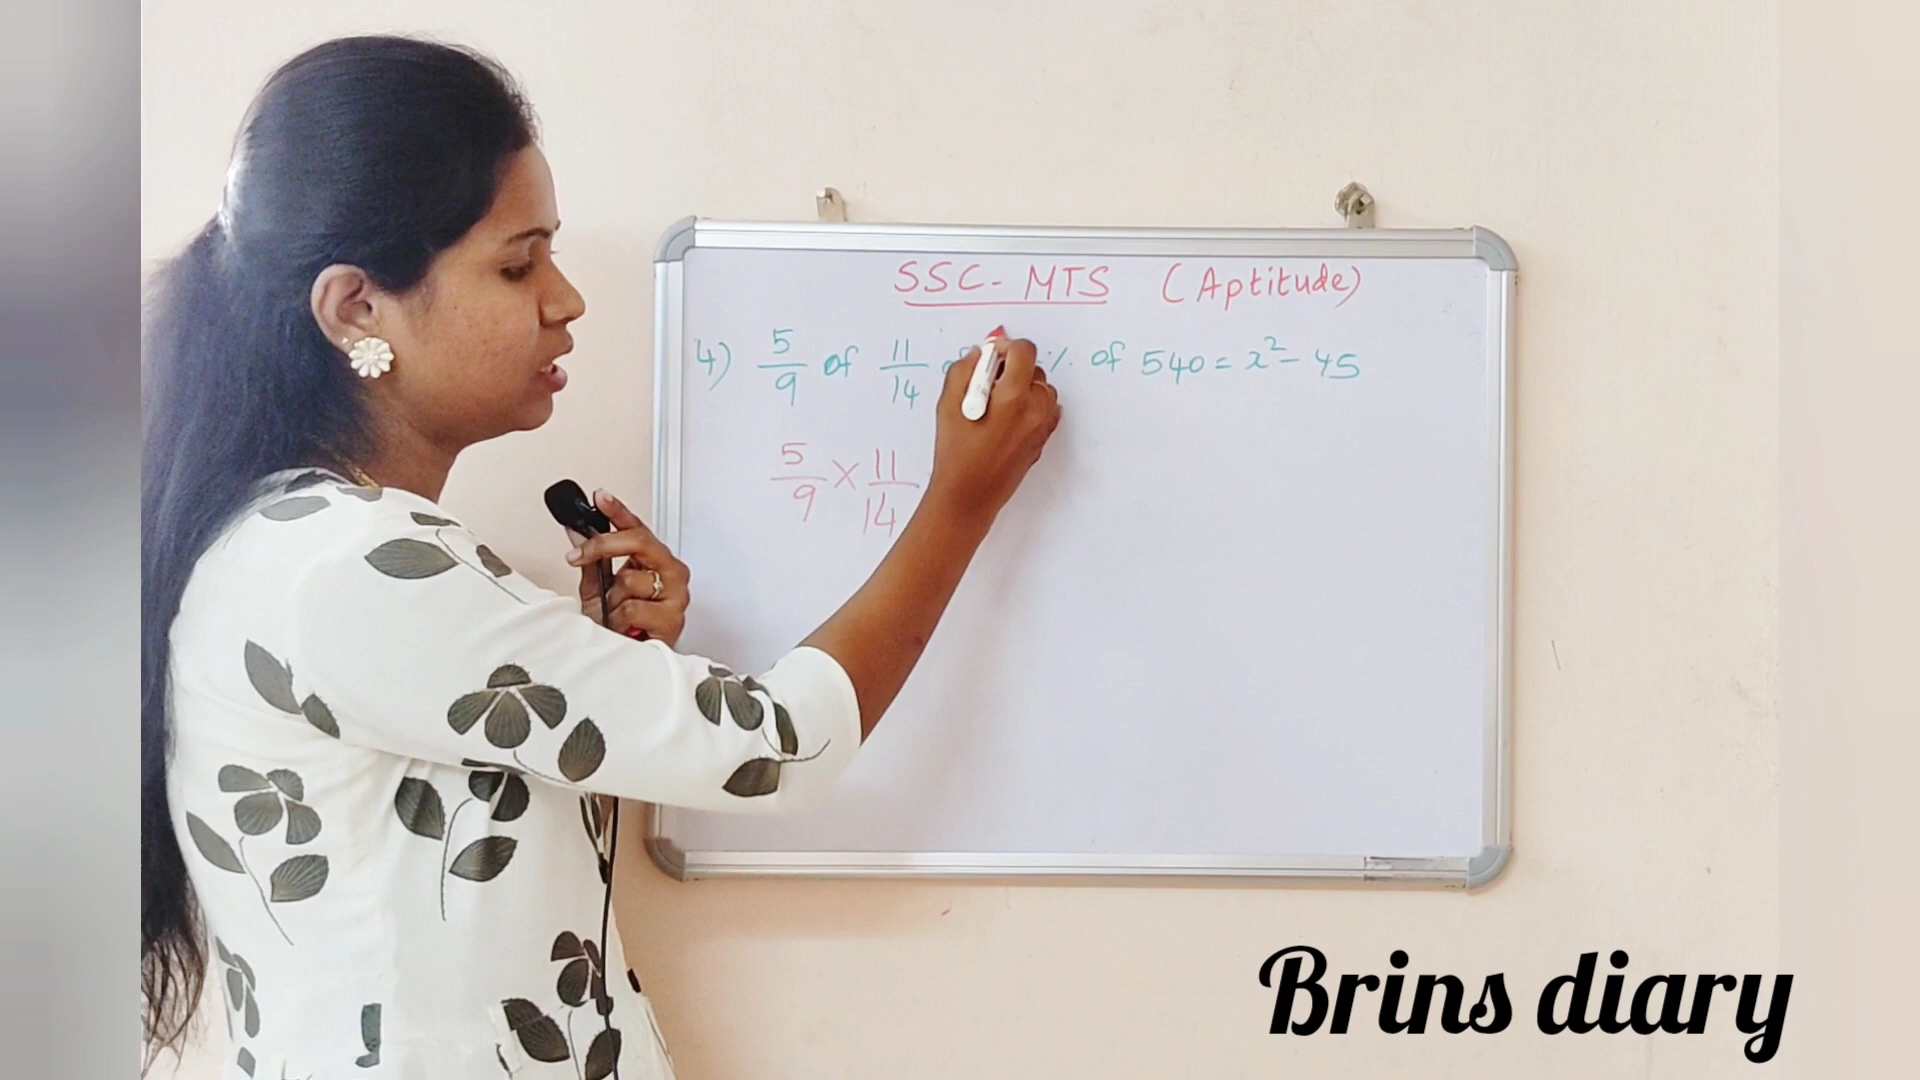 SSC- MTS (Aptitude)
4) 5/9 of 11/14 % of 540 = x² - 45
5/9 × 11/14
Brins diary